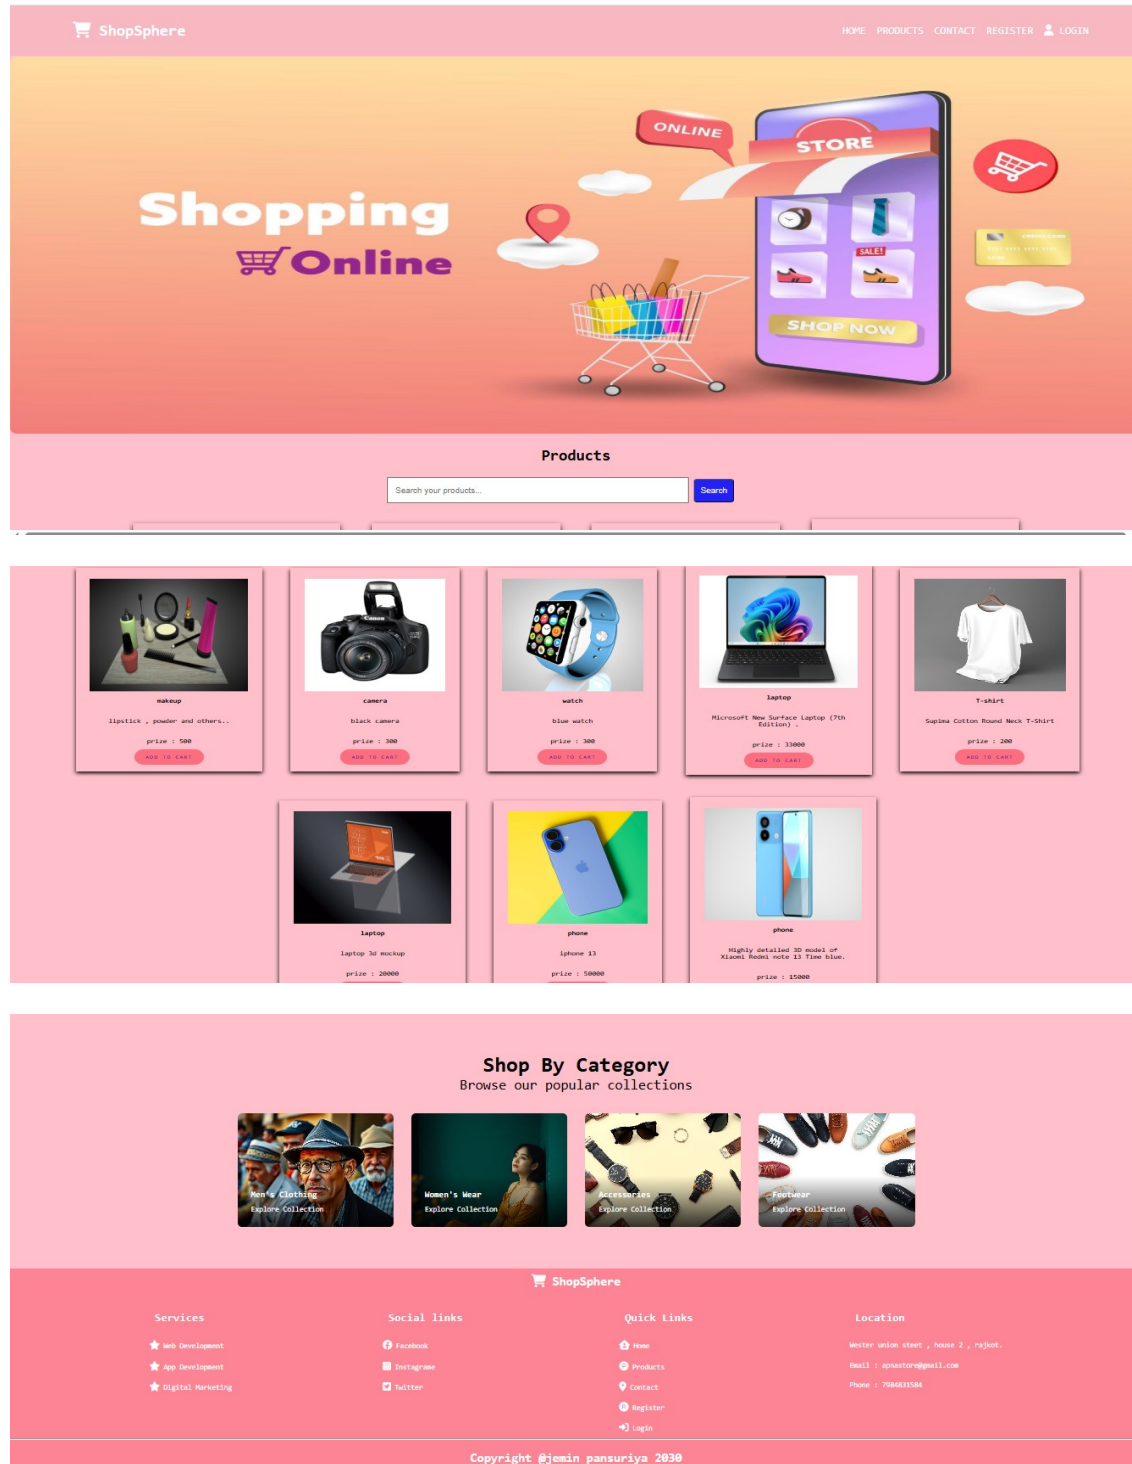 ShopSphere
HOME PRODUCTS CONTACT REGISTER LOGIN
ONLINE
STORE
Shopping
Online
SALE!
SHOP NOW
Products
Search your products...
Search
Canon
makeup
lipstick , powder and others..
prize : 500
ADD TO CART
camera
black camera
prize : 300
ADD TO CART
watch
blue watch
prize : 300
ADD TO CART
laptop
Microsoft New Surface Laptop (7th
Edition) .
prize : 33000
ADD TO CART
T-shirt
Supima Cotton Round Neck T-Shirt
prize : 200
ADD TO CART
laptop
laptop 3d mockup
prize : 20000
phone
iphone 13
prize : 50000
phone
Highly detailed 3D model of
Xiaomi Redmi note 13 Time blue.
prize : 15000
Shop By Category
Browse our popular collections
Men's Clothing
Explore Collection
Women's Wear
Explore Collection
Accessories
Explore Collection
Footwear
Explore Collection
ShopSphere
Services
Web Development
App Development
Digital Marketing
Social links
Facebook
Instagrame
Twitter
Quick Links
Home
Products
Contact
Register
Login
Location
Wester union steet , house 2 , rajkot.
Email : apnastore@gmail.com
Phone : 7984831504
Copyright @jemin pansuriya 2030